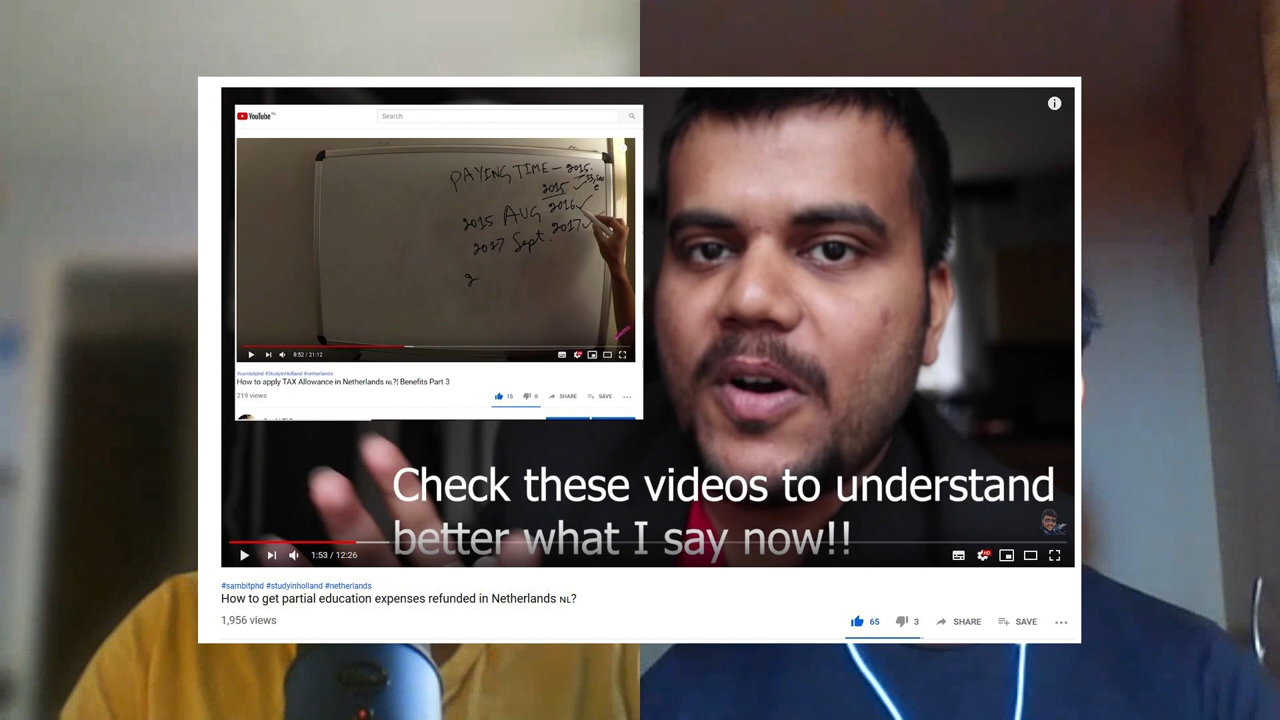 YouTube NL
Search
PAYING TIME – 2015.
2015
2015 AUG 2016
2017 Sept. 2017
2
8:52 / 21:12
#sambitphd #StudyinHolland #netherlands
How to apply TAX Allowance in Netherlands NL?| Benefits Part 3
219 views
15 0 SHARE SAVE
Check these videos to understand
better what I say now!!
1:53 / 12:26
HD
#sambitphd #studyinholland #netherlands
How to get partial education expenses refunded in Netherlands NL?
1,956 views
65 3 SHARE SAVE